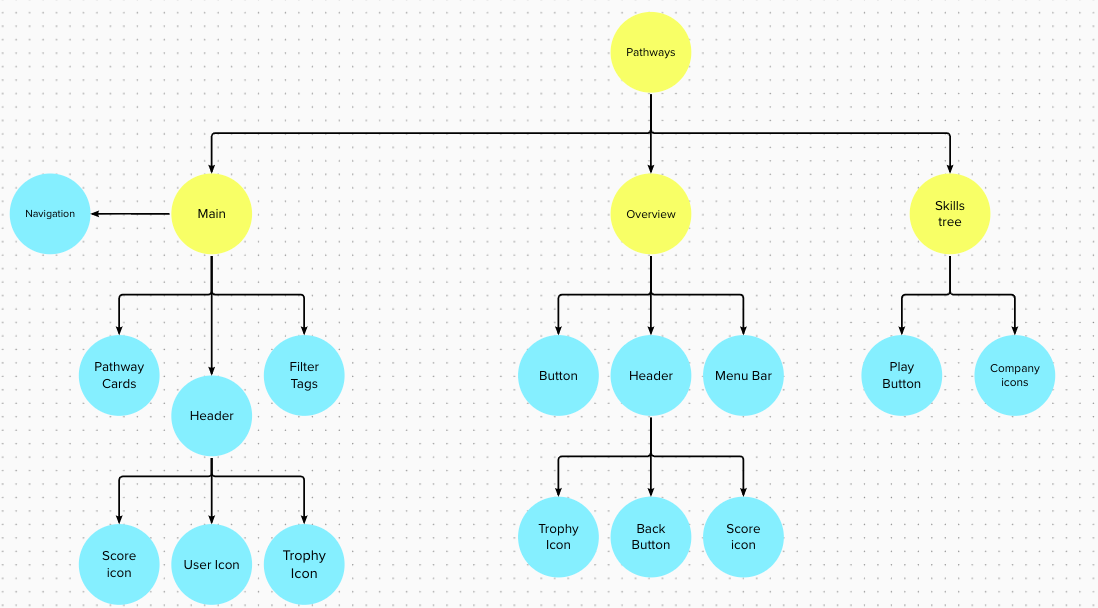 Pathways
Navigation
Main
Overview
Skills
tree
Pathway
Cards
Header
Filter
Tags
Button
Header
Menu Bar
Play
Button
Company
icons
Score
icon
User Icon
Trophy
Icon
Trophy
Icon
Back
Button
Score
icon